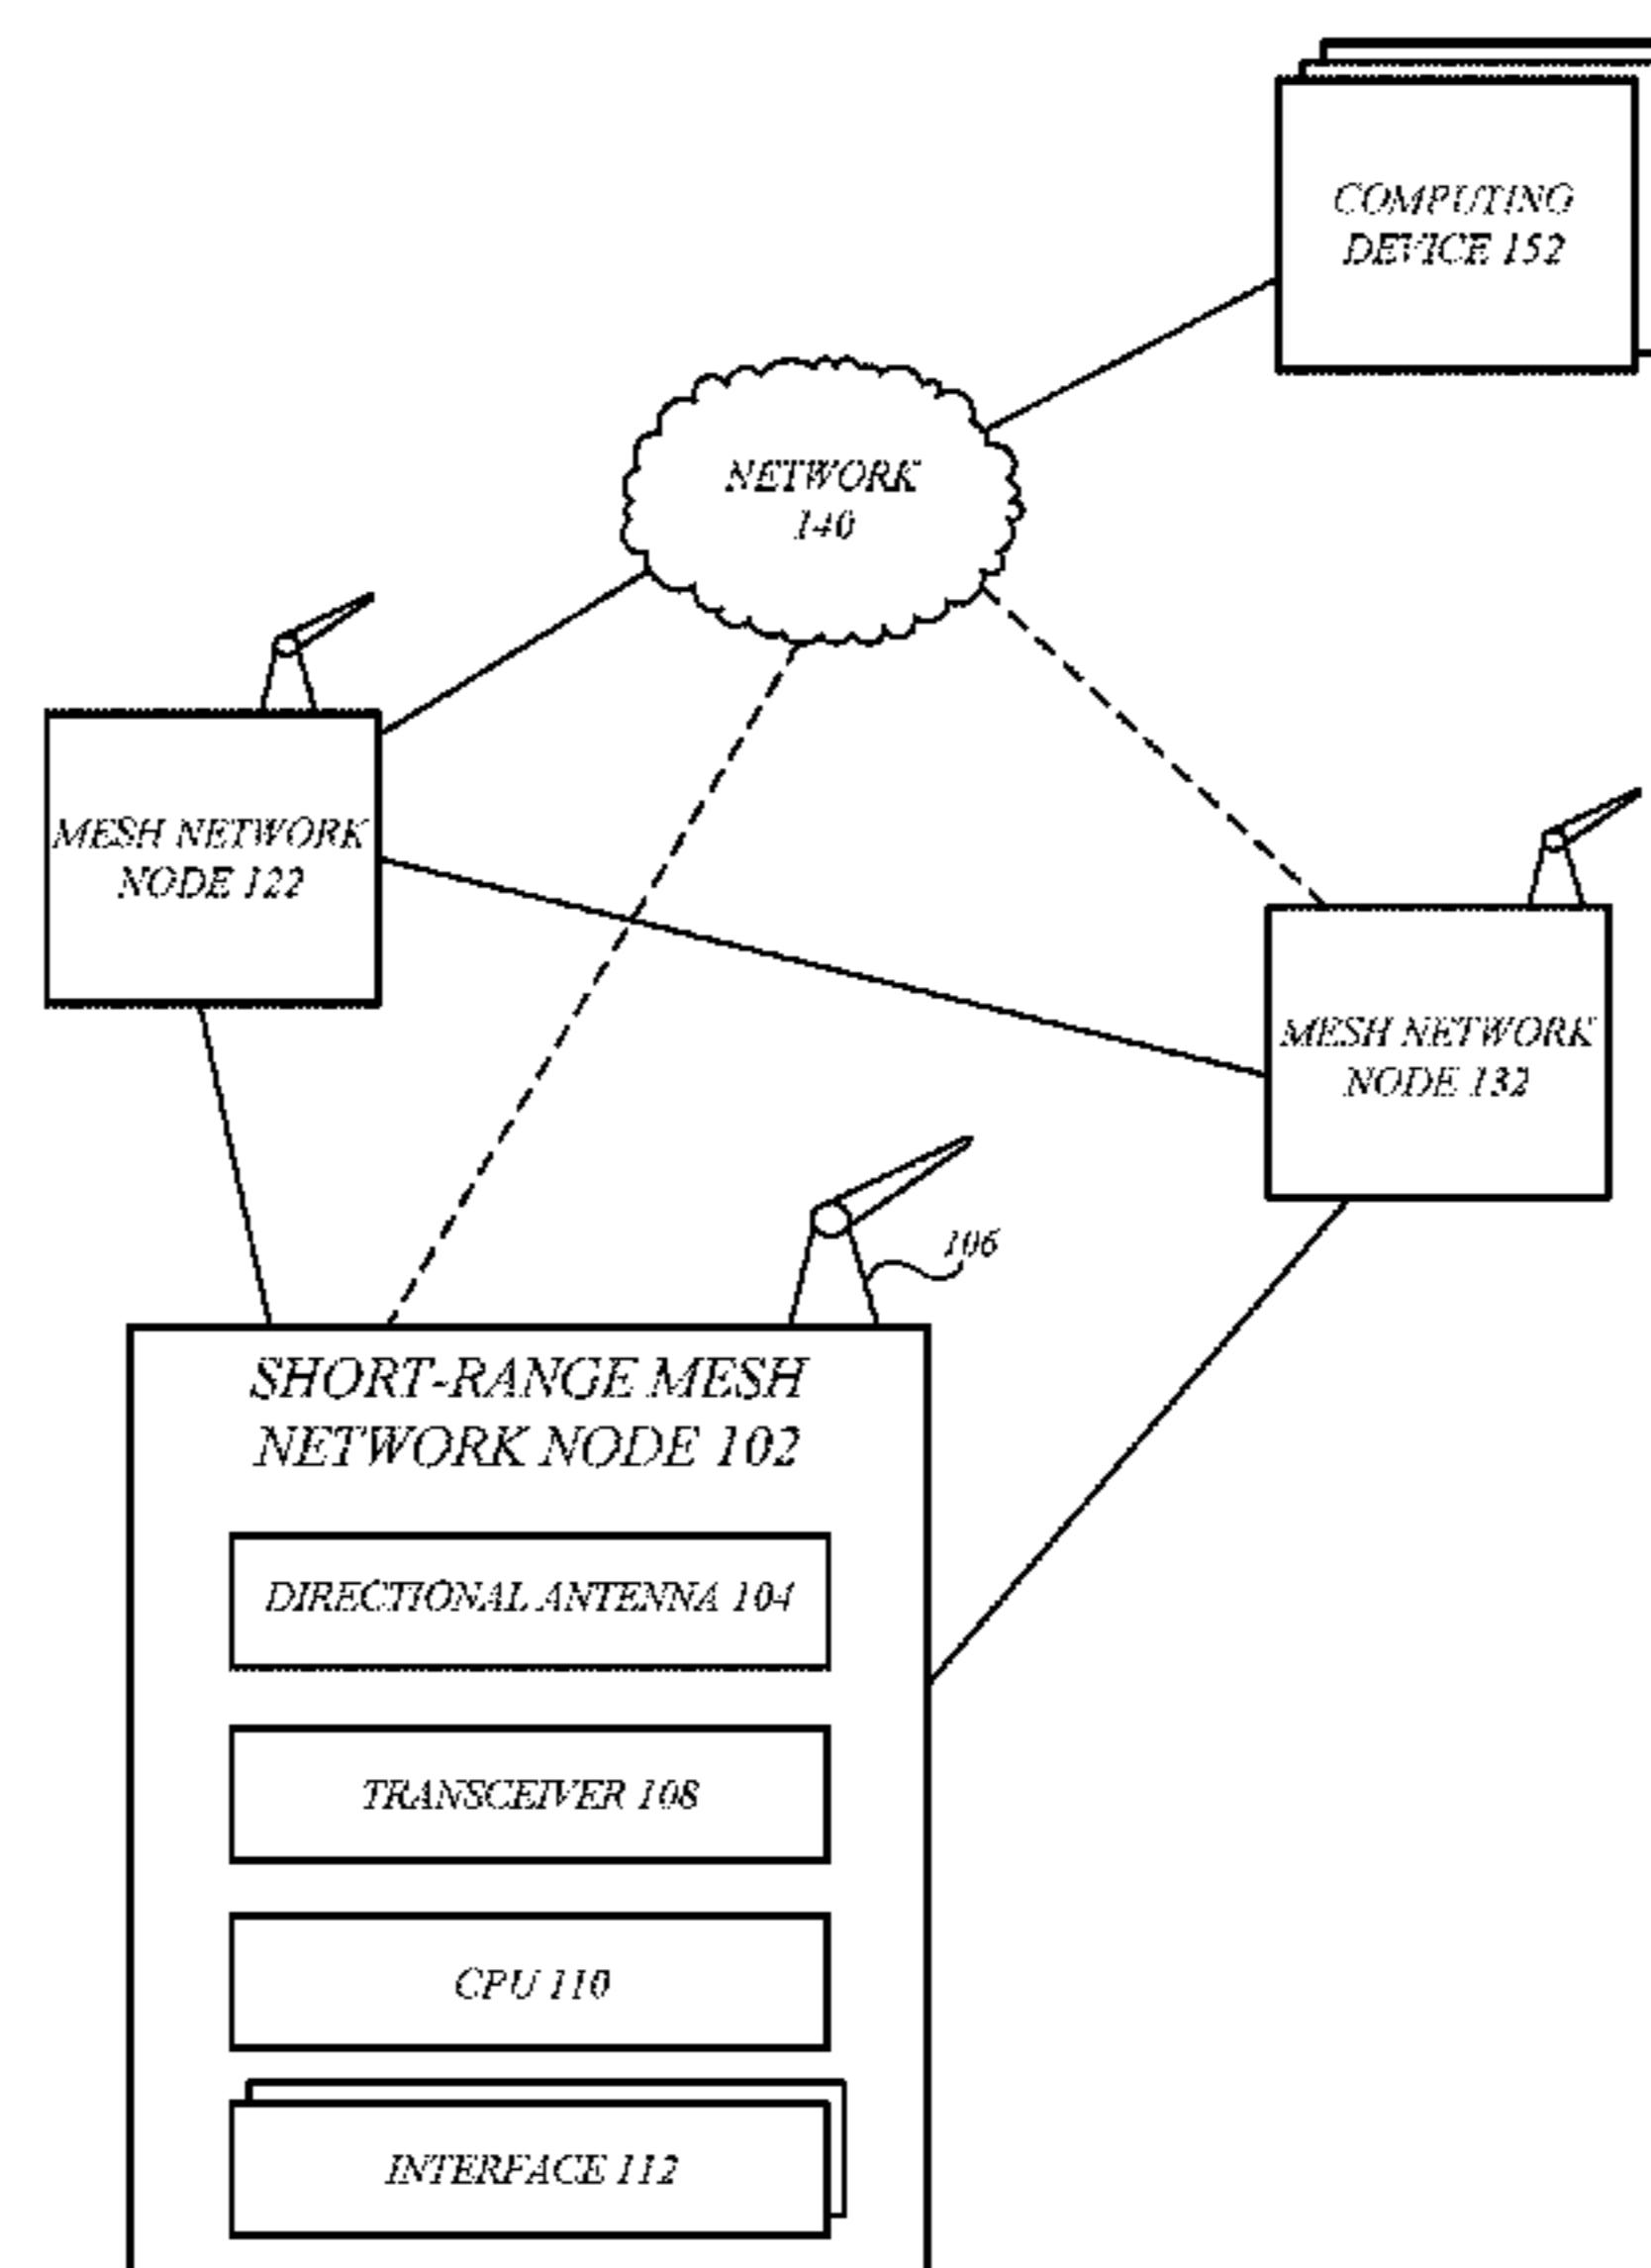 COMPUTING
DEVICE 152
NETWORK
140
MESH NETWORK
NODE 122
MESH NETWORK
NODE 132
106
SHORT-RANGE MESH
NETWORK NODE 102
DIRECTIONAL ANTENNA 104
TRANSCEIVER 108
CPU 110
INTERFACE 112